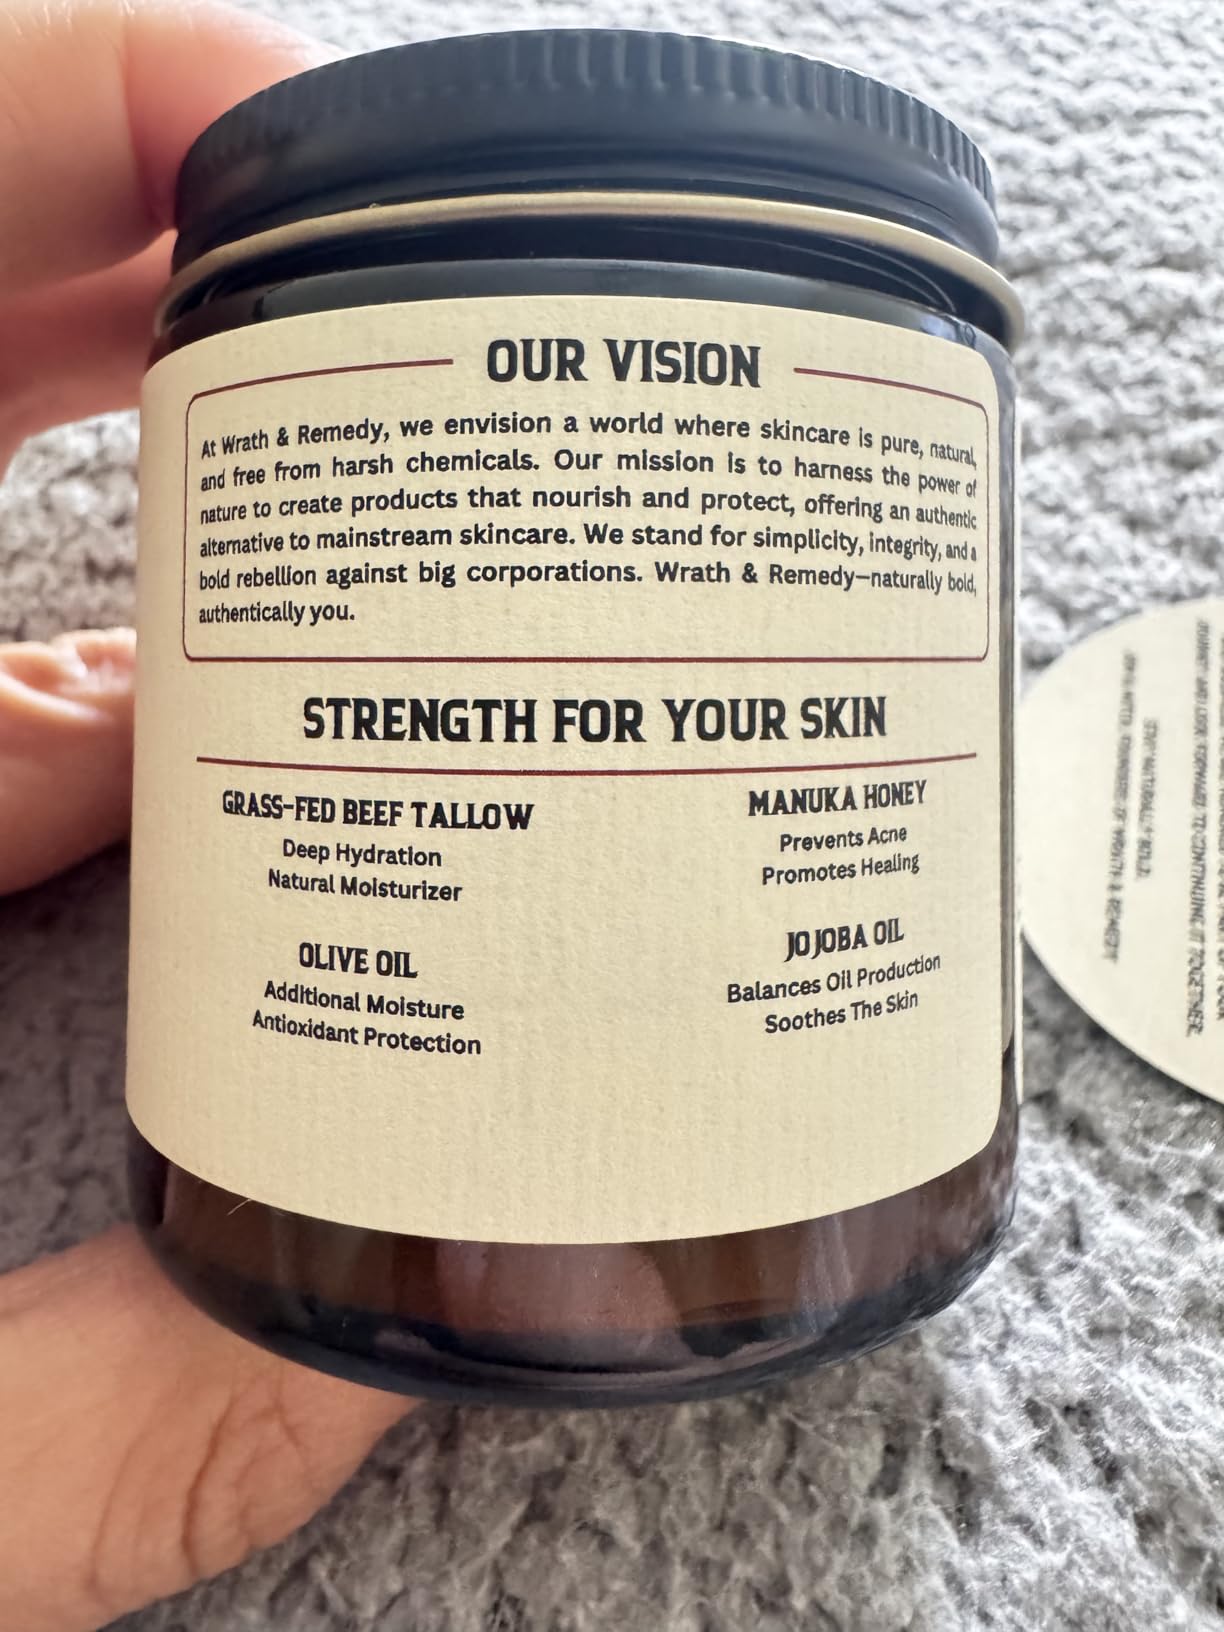 OUR VISION
At Wrath & Remedy, we envision a world where skincare is pure, natural,
and free from harsh chemicals. Our mission is to harness the power of
nature to create products that nourish and protect, offering an authentic
alternative to mainstream skincare. We stand for simplicity, integrity, and a
bold rebellion against big corporations. Wrath & Remedy—naturally bold,
authentically you.
STRENGTH FOR YOUR SKIN
GRASS-FED BEEF TALLOW
Deep Hydration
Natural Moisturizer
MANUKA HONEY
Prevents Acne
Promotes Healing
OLIVE OIL
Additional Moisture
Antioxidant Protection
JOJOBA OIL
Balances Oil Production
Soothes The Skin
STAY NATURALLY BOLD,